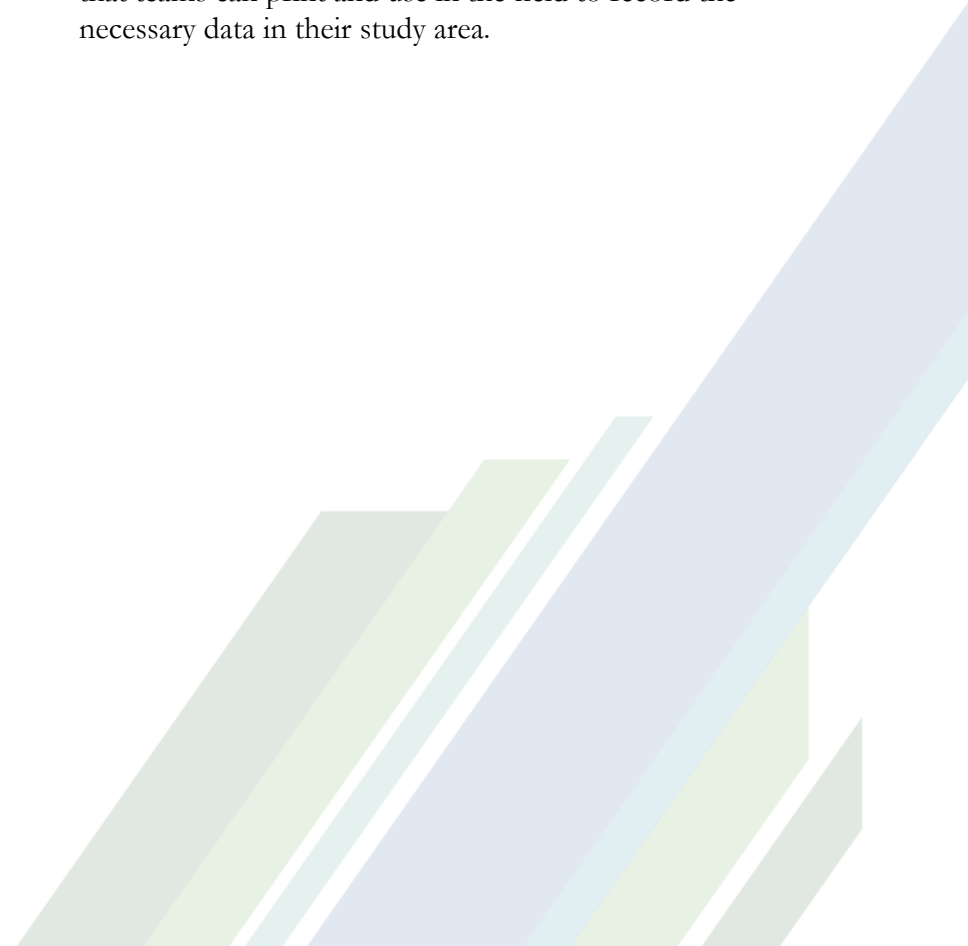 that teams can print and use in the field to record the
necessary data in their study area.